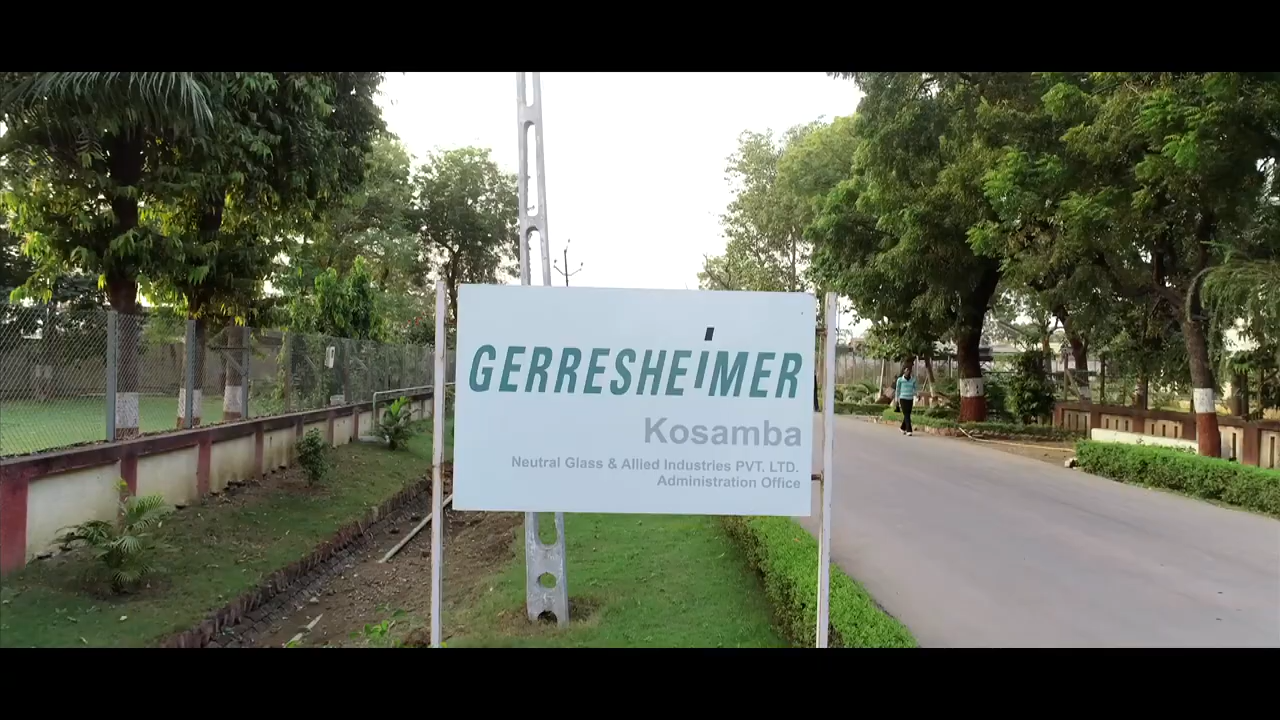 GERRESHEIMER
Kosamba
Neutral Glass & Allied Industries PVT. LTD.
Administration Office